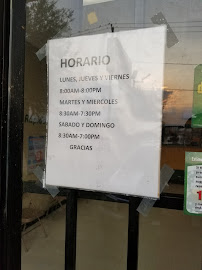 HORARIO
LUNES, JUEVES Y VIERNES
8:00AM-8:00PM
MARTES Y MIERCOLES
8:30AM-7:30PM
SABADO Y DOMINGO
8:30AM-7:00PM
GRACIAS